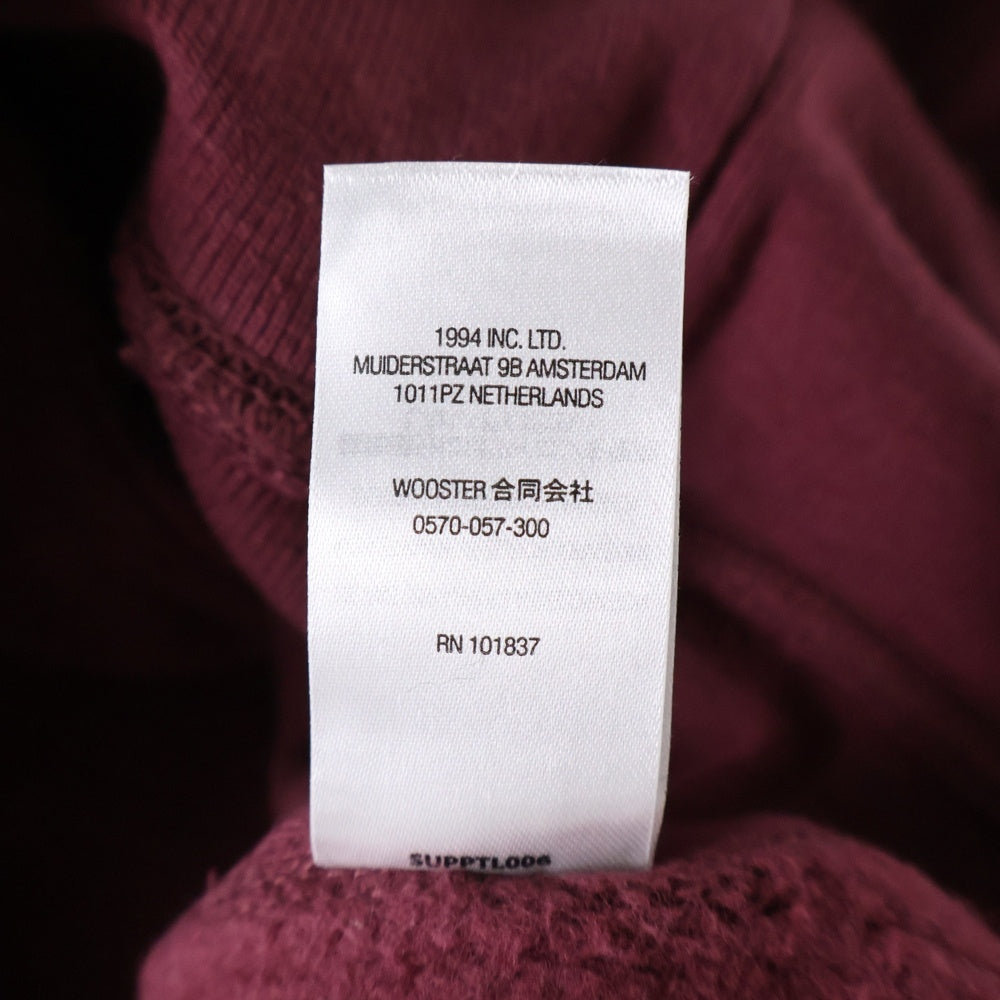 1994 INC. LTD.
MUIDERSTRAAT 9B AMSTERDAM
1011PZ NETHERLANDS
WOOSTER 合同会社
0570-057-300
RN 101837
SUPPTL006